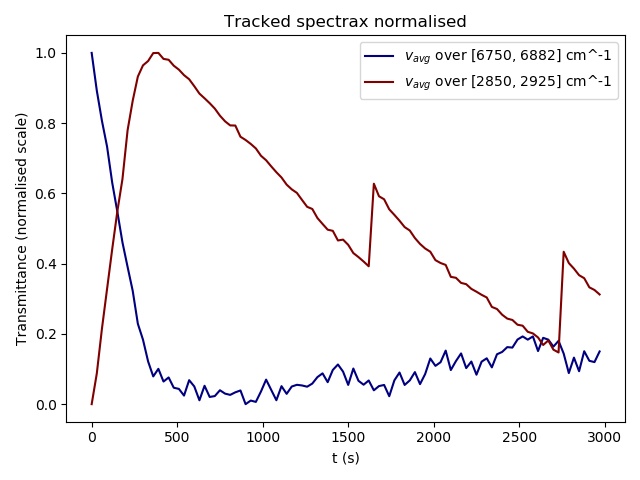 Tracked spectrax normalised
v_avg over [6750, 6882] cm^-1
v_avg over [2850, 2925] cm^-1
Transmittance (normalised scale)
1.0
0.8
0.6
0.4
0.2
0.0
0 500 1000 1500 2000 2500 3000
t (s)